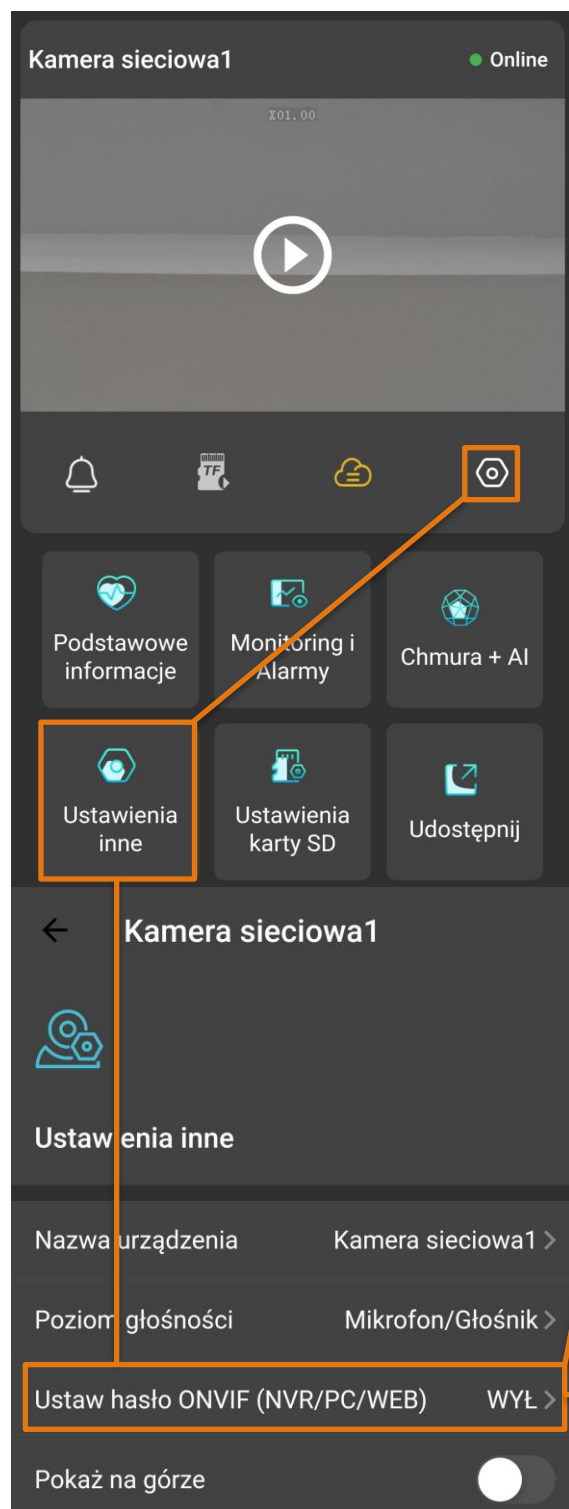 Kamera sieciowa1
Online
X01.00
TF
Podstawowe
informacje
Monitoring i
Alarmy
Chmura + AI
Ustawienia
inne
Ustawienia
karty SD
Udostępnij
Kamera sieciowa1
Ustawienia inne
Nazwa urządzenia Kamera sieciowa1
Poziom głośności Mikrofon/Głośnik
Ustaw hasło ONVIF (NVR/PC/WEB) WYŁ
Pokaż na górze